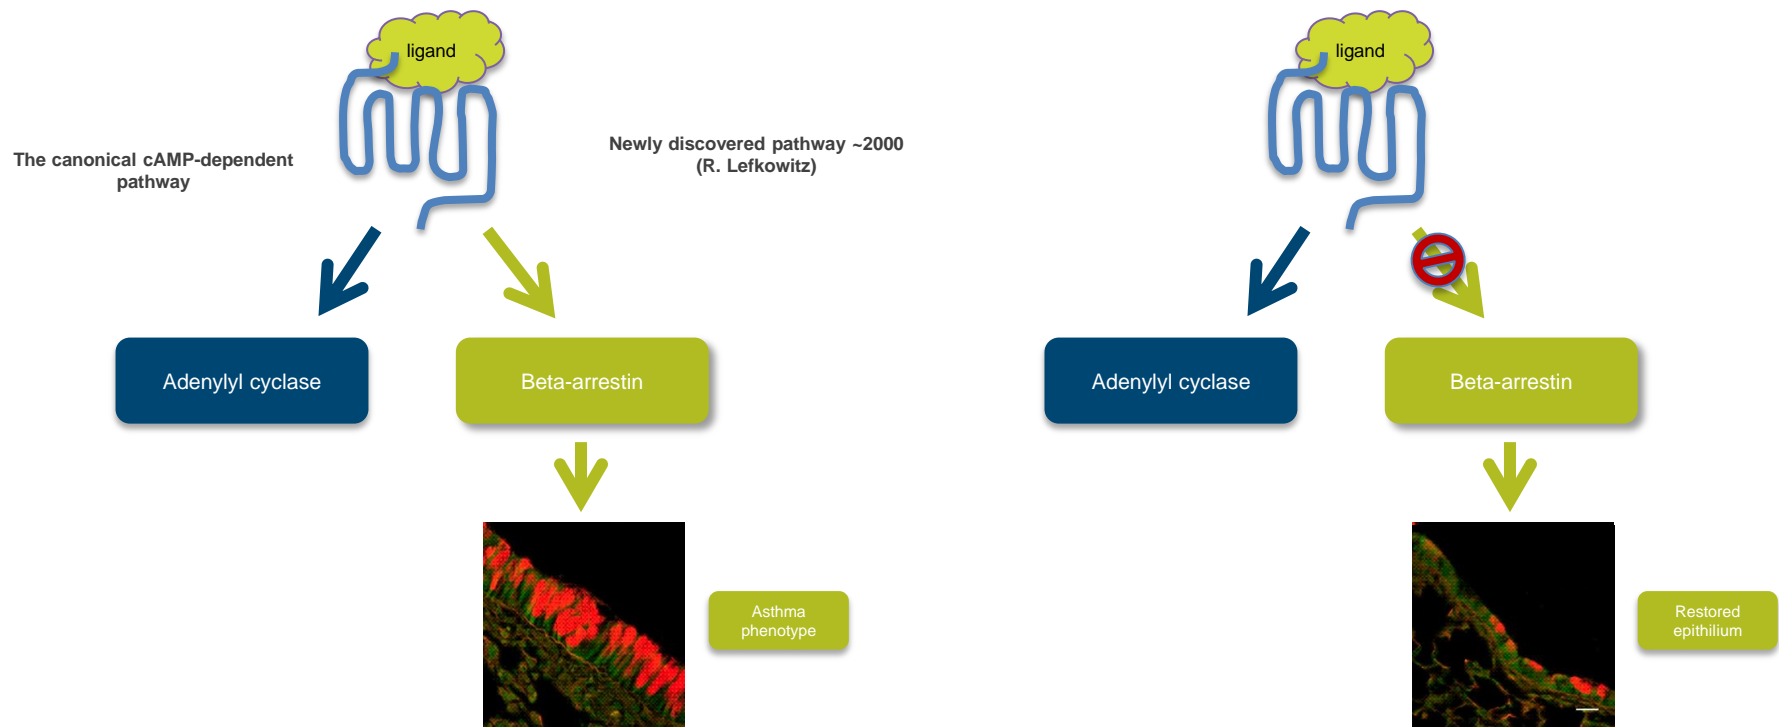 ligand
The canonical cAMP-dependent
pathway
Newly discovered pathway ~2000
(R. Lefkowitz)
Adenylyl cyclase
Beta-arrestin
Asthma
phenotype
ligand
Adenylyl cyclase
Beta-arrestin
Restored
epithilium